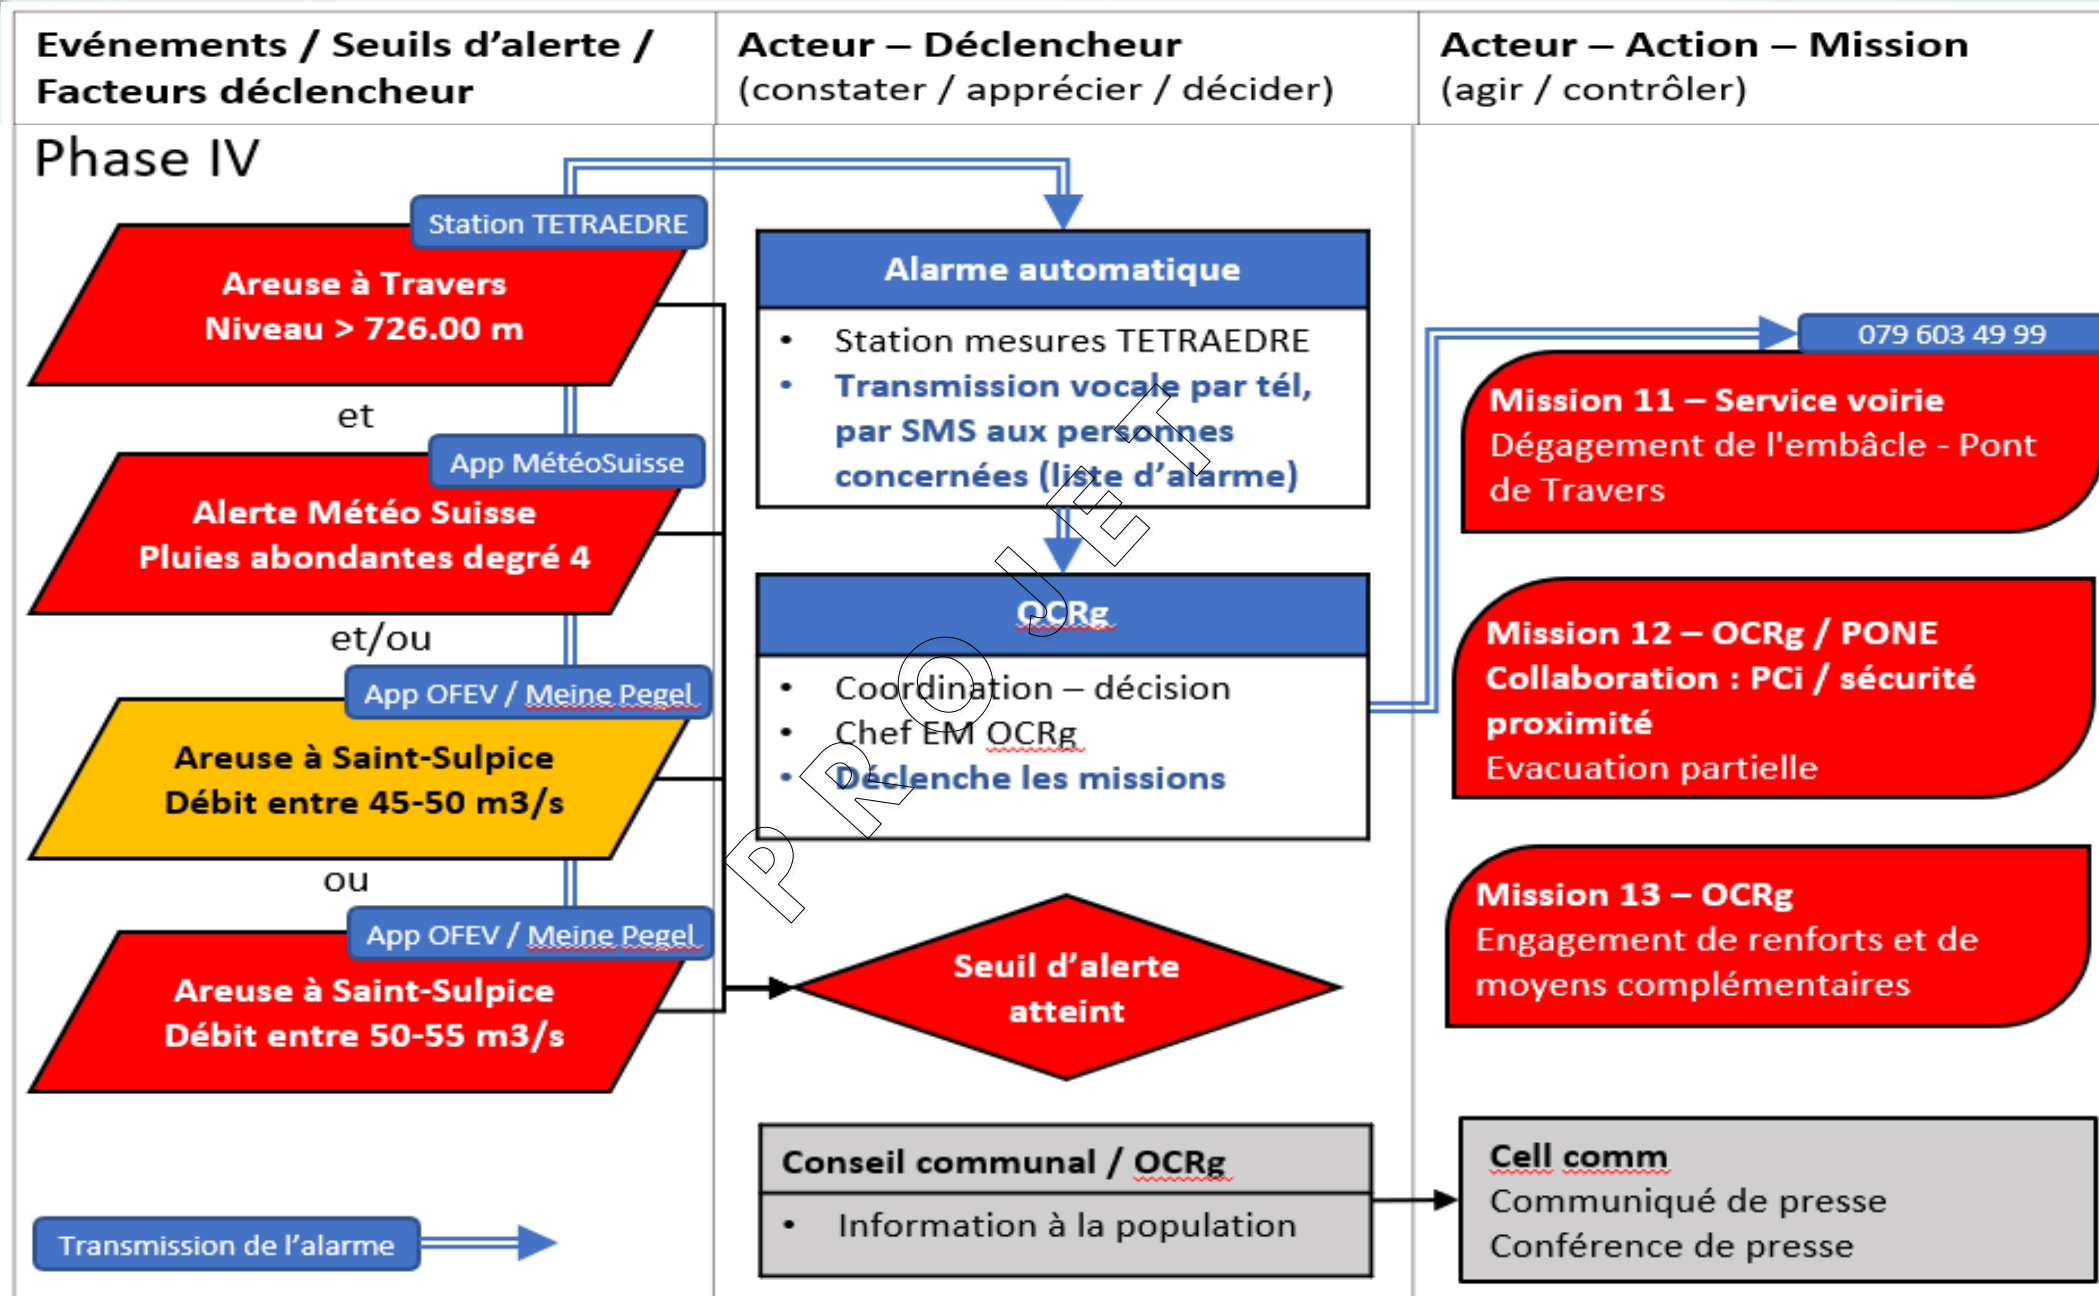 Evénements / Seuils d'alerte /
Facteurs déclencheur
Acteur – Déclencheur
(constater / apprécier / décider)
Acteur – Action – Mission
(agir / contrôler)
Phase IV
Station TETRAEDRE
Areuse à Travers
Niveau > 726.00 m
et
App MétéoSuisse
Alerte Météo Suisse
Pluies abondantes degré 4
et/ou
App OFEV / Meine Pegel
Areuse à Saint-Sulpice
Débit entre 45-50 m3/s
ou
App OFEV / Meine Pegel
Areuse à Saint-Sulpice
Débit entre 50-55 m3/s
Transmission de l'alarme
Alarme automatique
• Station mesures TETRAEDRE
• Transmission vocale par tél,
par SMS aux personnes
concernées (liste d'alarme)
OCRg
• Coordination – décision
• Chef EM OCRg
• Déclenche les missions
PROJET
Seuil d'alerte
atteint
Conseil communal / OCRg
• Information à la population
079 603 49 99
Mission 11 – Service voirie
Dégagement de l'embâcle - Pont
de Travers
Mission 12 – OCRg / PONE
Collaboration : PCi / sécurité
proximité
Evacuation partielle
Mission 13 – OCRg
Engagement de renforts et de
moyens complémentaires
Cell comm
Communiqué de presse
Conférence de presse